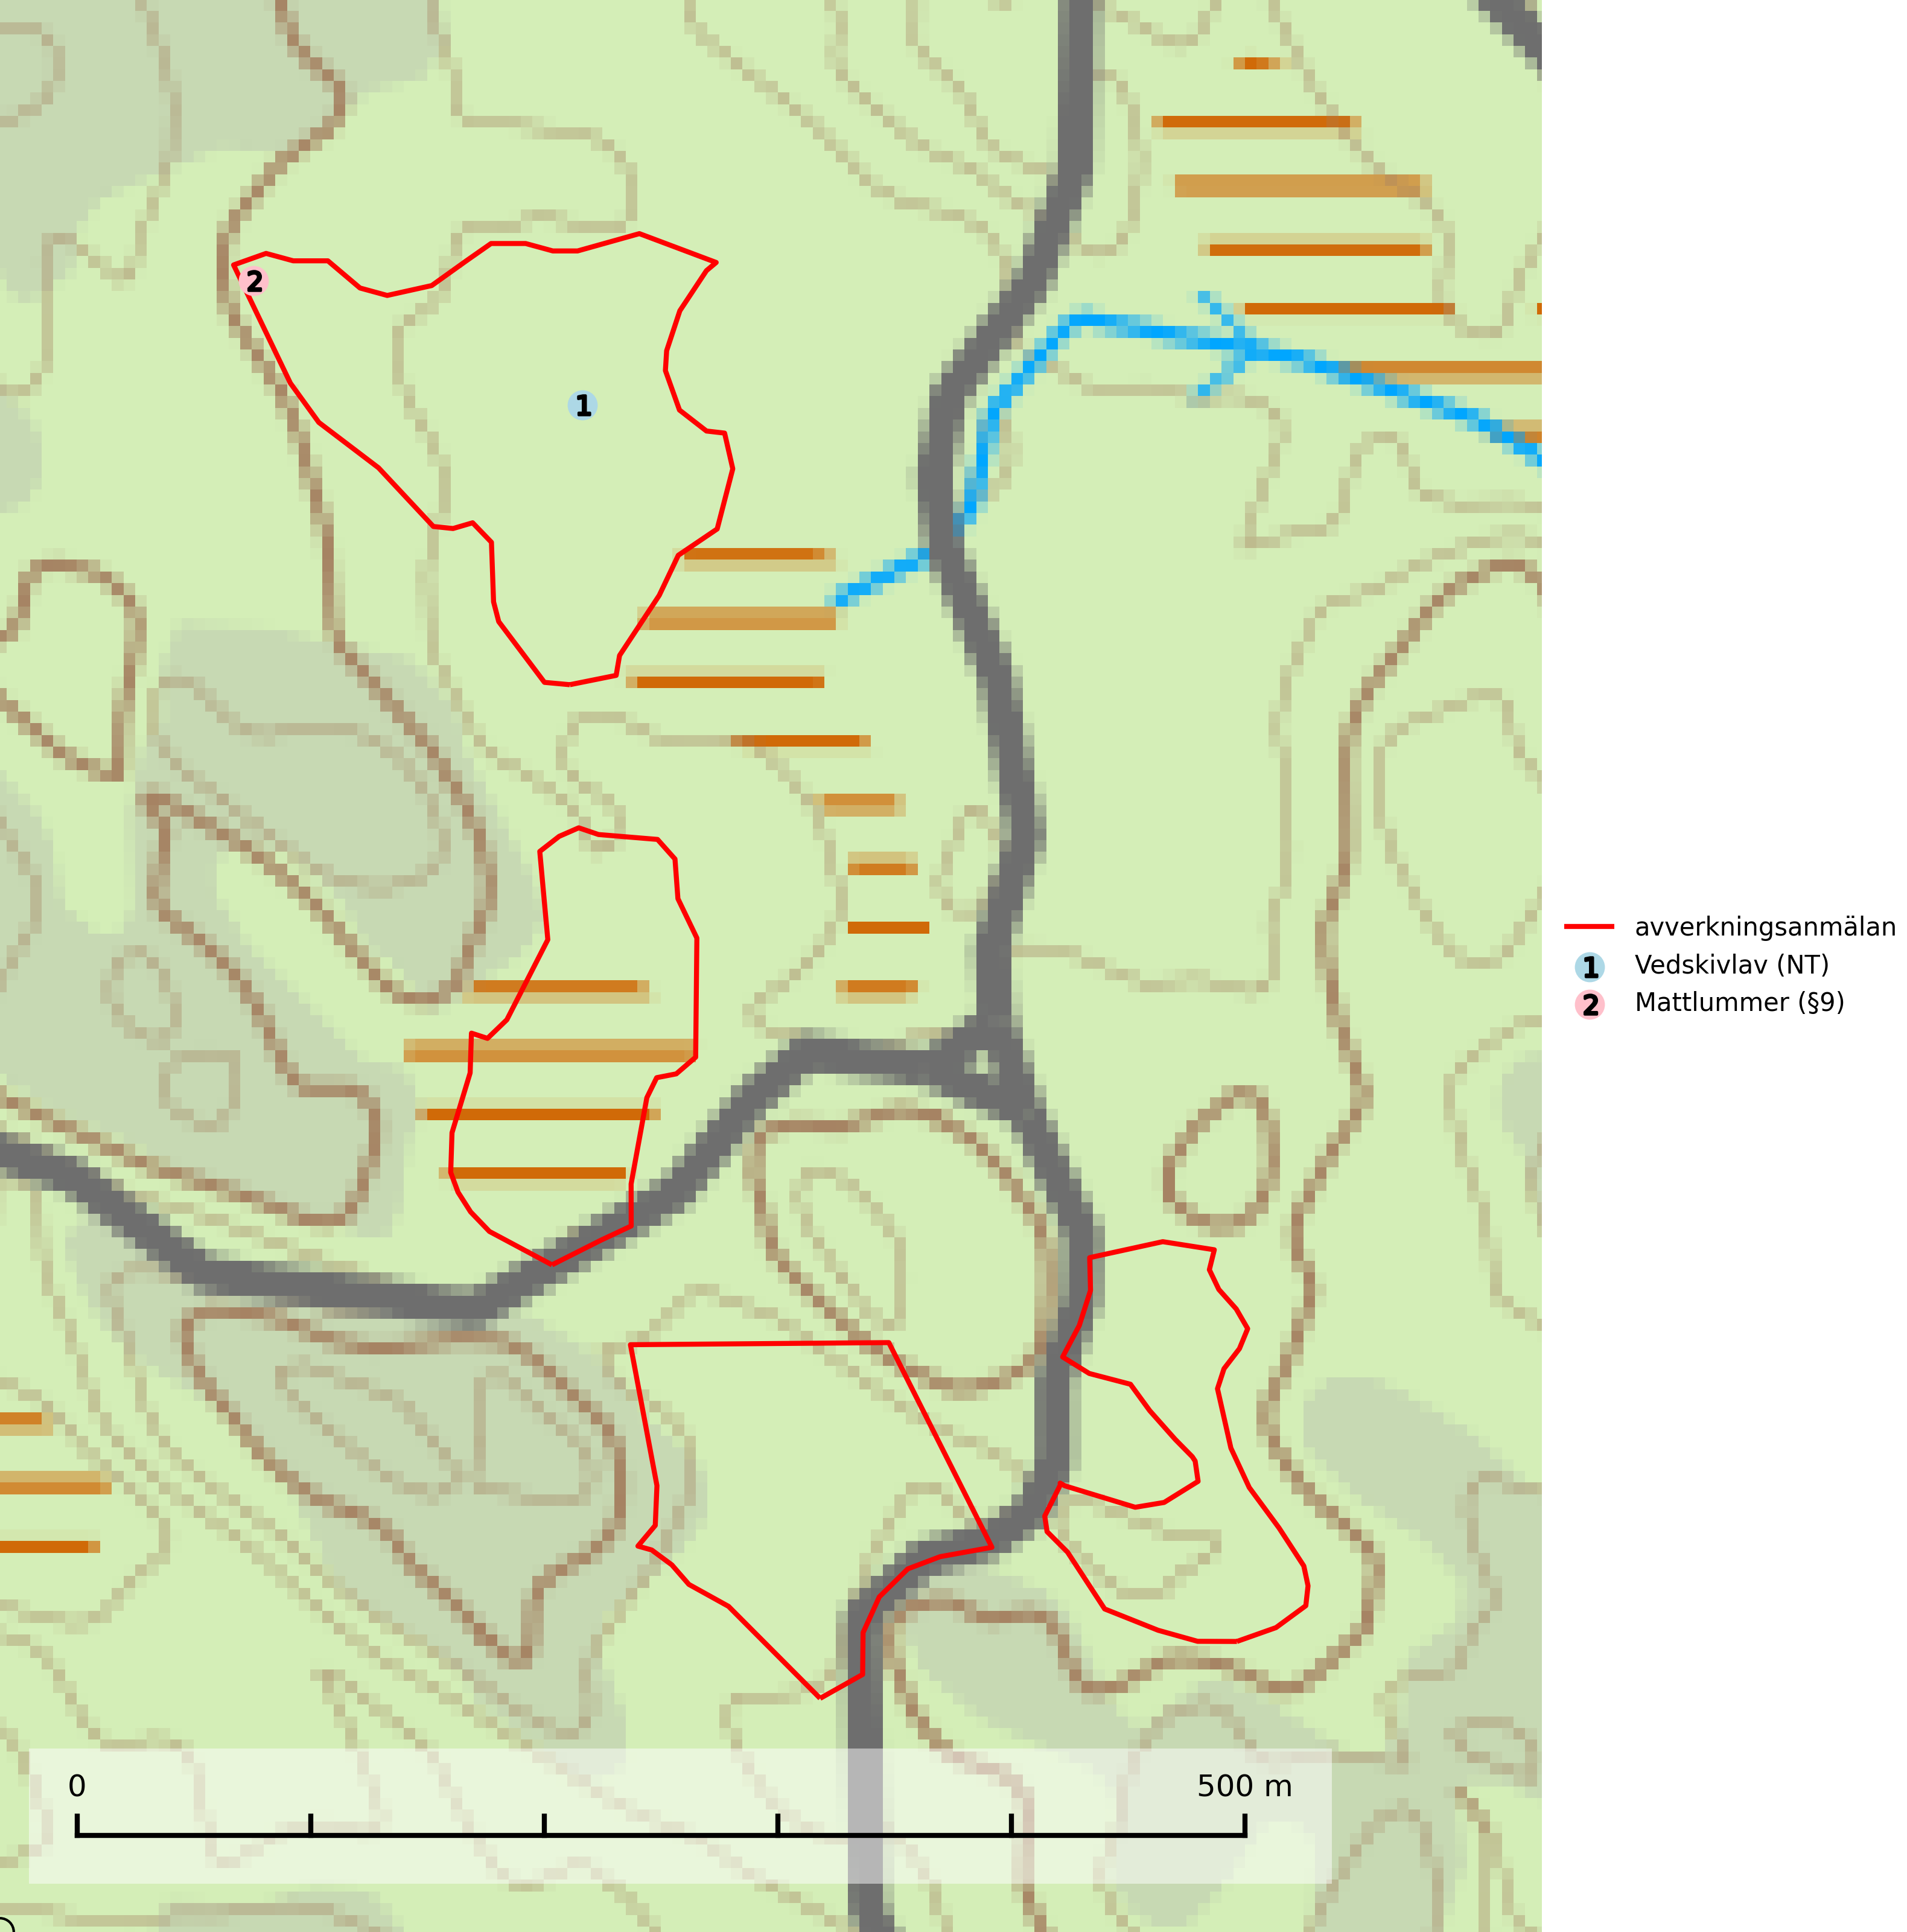 2
1
avverkningsanmälan
1 Vedskivlav (NT)
2 Mattlummer (§9)
0 500 m